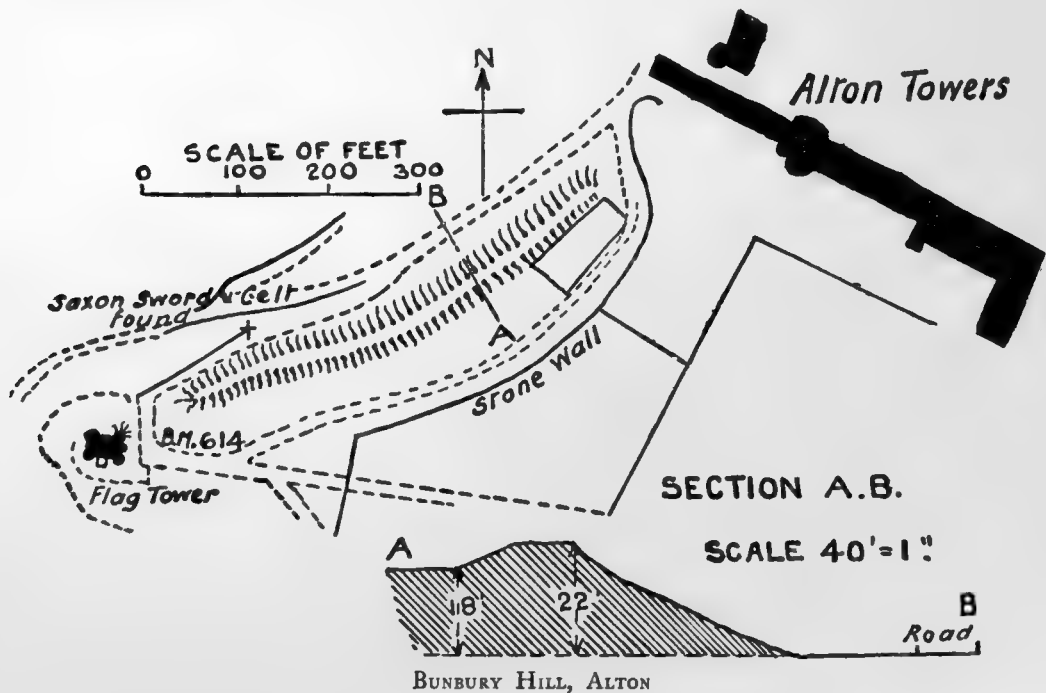 N
Alton Towers
SCALE OF FEET
0 100 200 300
B
Saxon Sword & Celt
found
A
Stone Wall
B.M. 614
Flag Tower
SECTION A.B.
SCALE 40'=1".
A
18'
22'
B
Road
BUNBURY HILL, ALTON